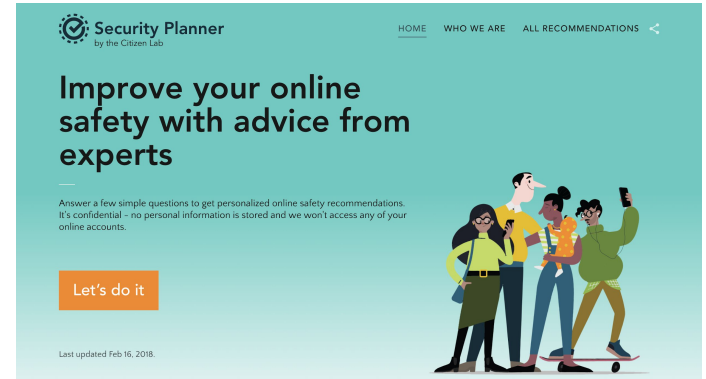 Security Planner
by the Citizen Lab
HOME WHO WE ARE ALL RECOMMENDATIONS
Improve your online
safety with advice from
experts
Answer a few simple questions to get personalized online safety recommendations.
It's confidential – no personal information is stored and we won't access any of your
online accounts.
Let's do it
Last updated Feb 16, 2018.